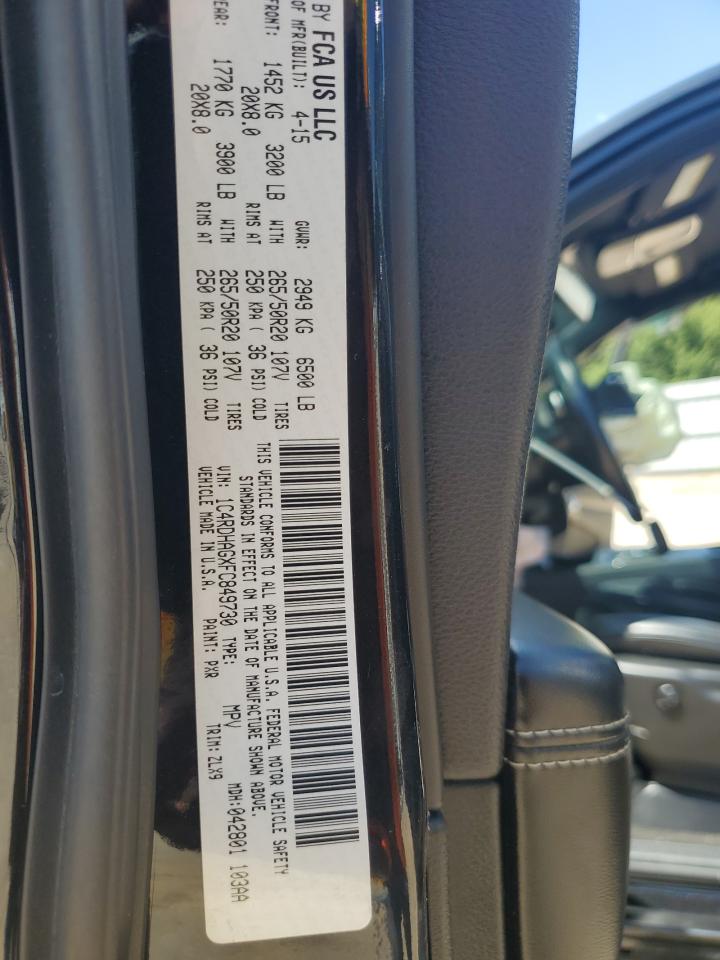 BY FCA US LLC
OF MFR(BUILT): 4-15 GVWR: 2949 KG 6500 LB
FRONT: 1452 KG 3200 LB WITH 265/50R20 107V TIRES
20X8.0 RIMS AT 250 KPA ( 36 PSI) COLD
EAR: 1770 KG 3900 LB WITH 265/50R20 107V TIRES
20X8.0 RIMS AT 250 KPA ( 36 PSI) COLD
THIS VEHICLE CONFORMS TO ALL APPLICABLE U.S.A. FEDERAL MOTOR VEHICLE SAFETY
STANDARDS IN EFFECT ON THE DATE OF MANUFACTURE SHOWN ABOVE.
VIN: 1C4RDHAGXFC849730 TYPE: MPV MDH:042801 103AA
VEHICLE MADE IN U.S.A. PAINT: PXR TRIM: ZLX9